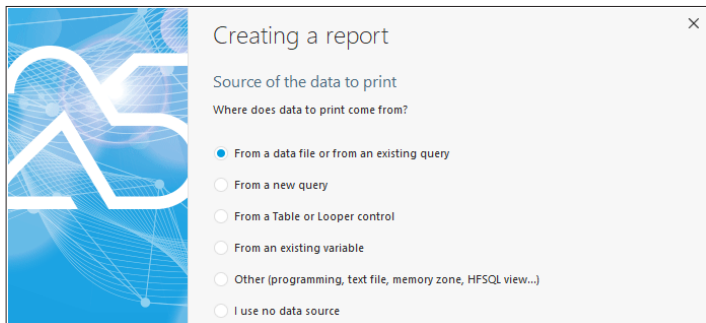 Creating a report
Source of the data to print
Where does data to print come from?
From a data file or from an existing query
From a new query
From a Table or Looper control
From an existing variable
Other (programming, text file, memory zone, HFSQL view...)
I use no data source